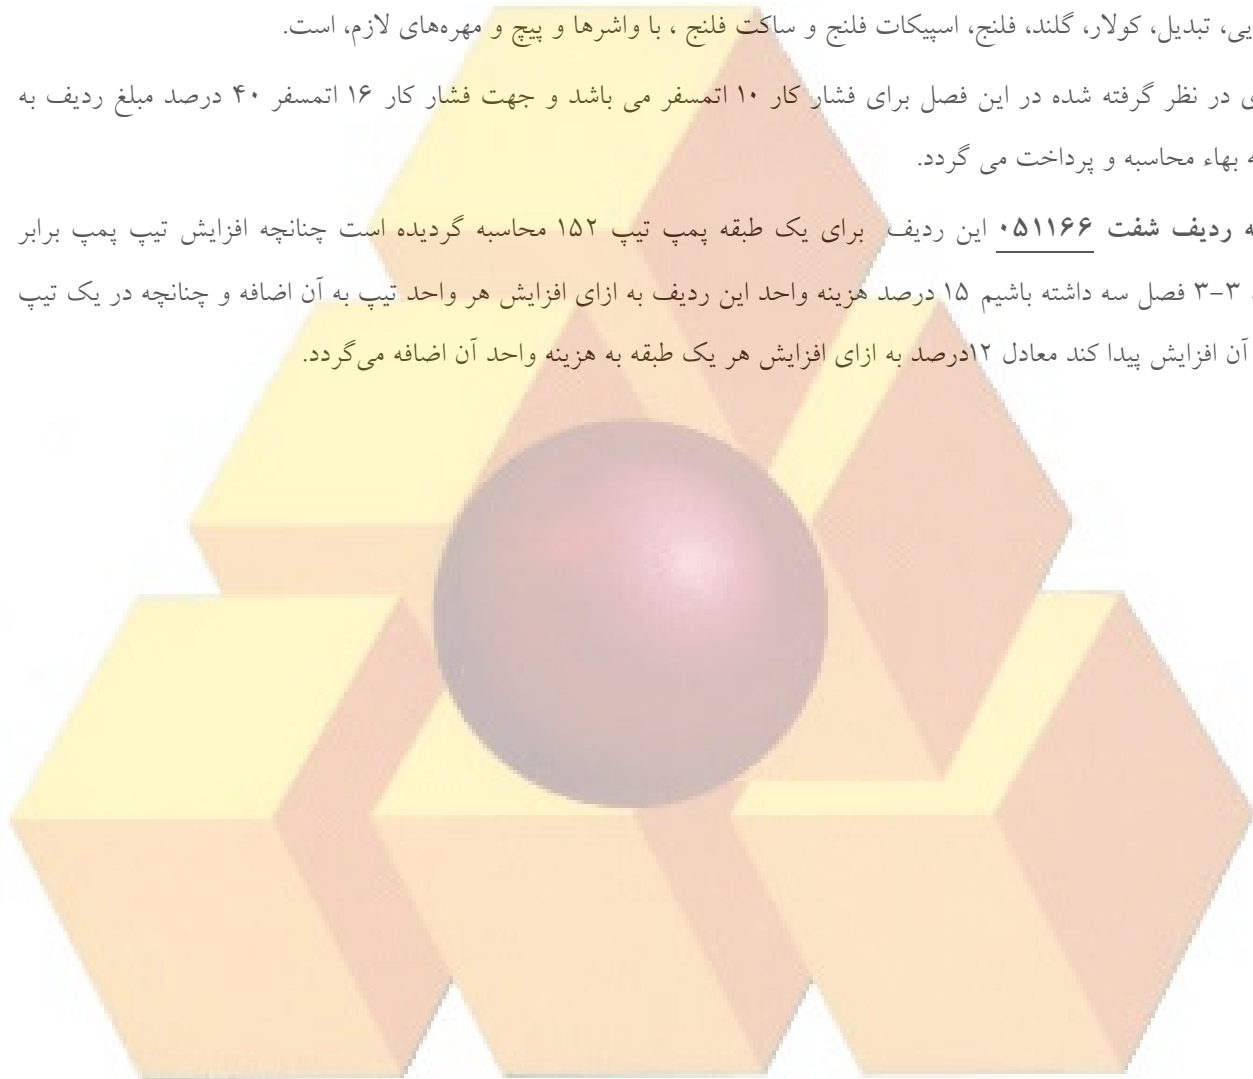 تبدیل، کولار، گلند، فلنج، اسپیکات فلنج و ساکت فلنج ، با واشرها و پیچ و مهره‌های لازم، است.
در نظر گرفته شده در این فصل برای فشار کار ۱۰ اتمسفر می باشد و جهت فشار کار ۱۶ اتمسفر ۴۰ درصد مبلغ ردیف به
بهاء محاسبه و پرداخت می گردد.
ردیف شفت ۰۵۱۱۶۶ این ردیف برای یک طبقه پمپ تیپ ۱۵۲ محاسبه گردیده است چنانچه افزایش تیپ پمپ برابر
۳-۳ فصل سه داشته باشیم ۱۵ درصد هزینه واحد این ردیف به ازای افزایش هر واحد تیپ به آن اضافه و چنانچه در یک تیپ
آن افزایش پیدا کند معادل ۱۲درصد به ازای افزایش هر یک طبقه به هزینه واحد آن اضافه می‌گردد.